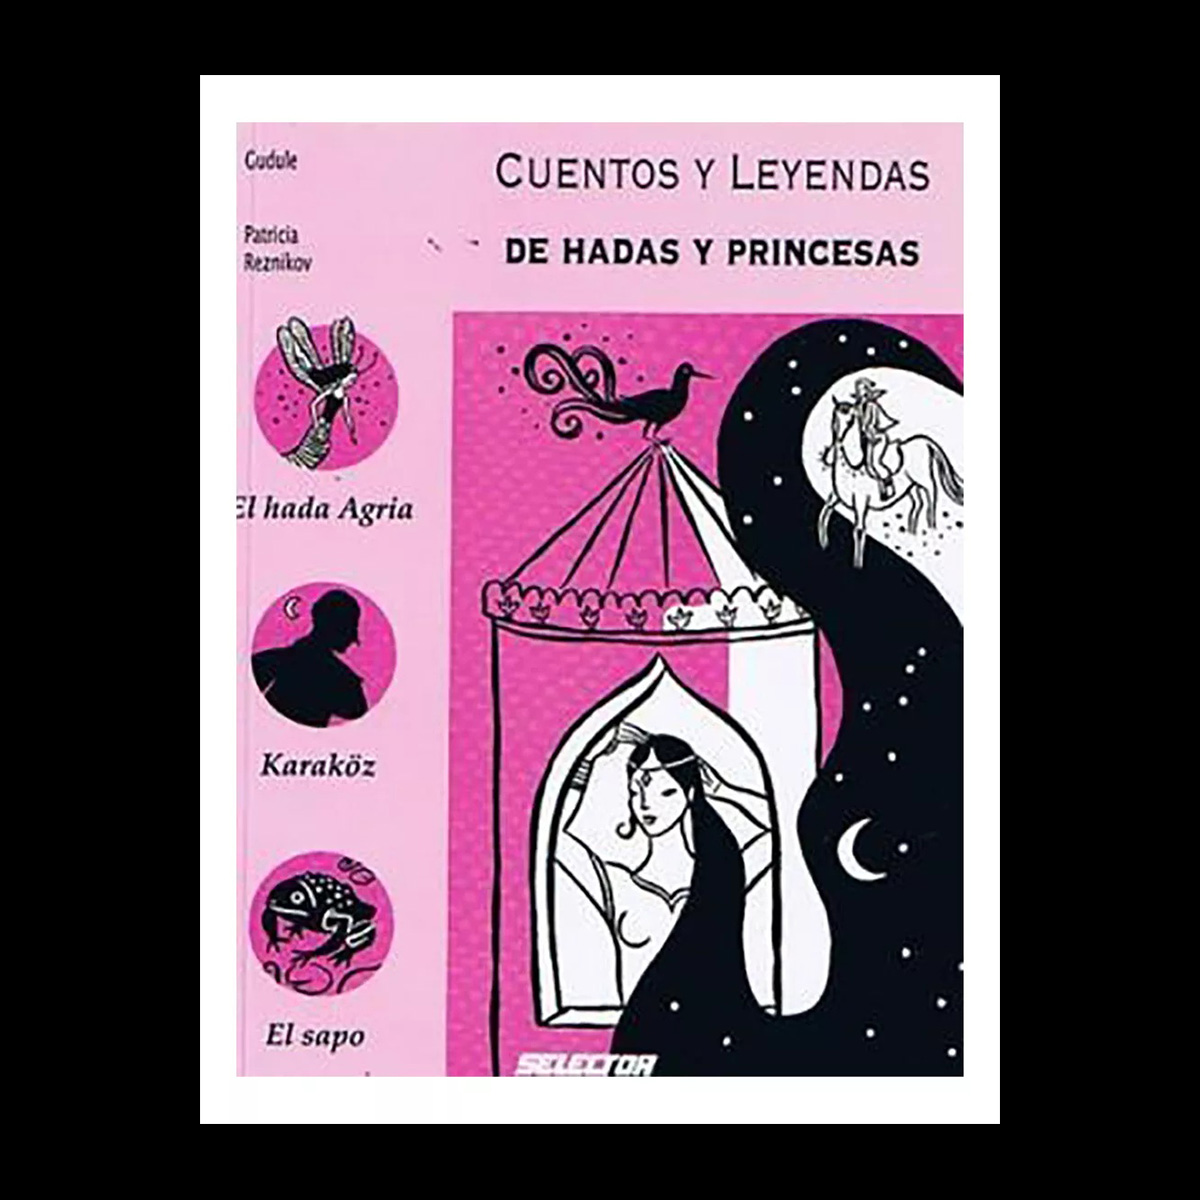 Gudule
Patricia
Reznikov
CUENTOS Y LEYENDAS
DE HADAS Y PRINCESAS
El hada Agria
Karaköz
El sapo
SELECTOR